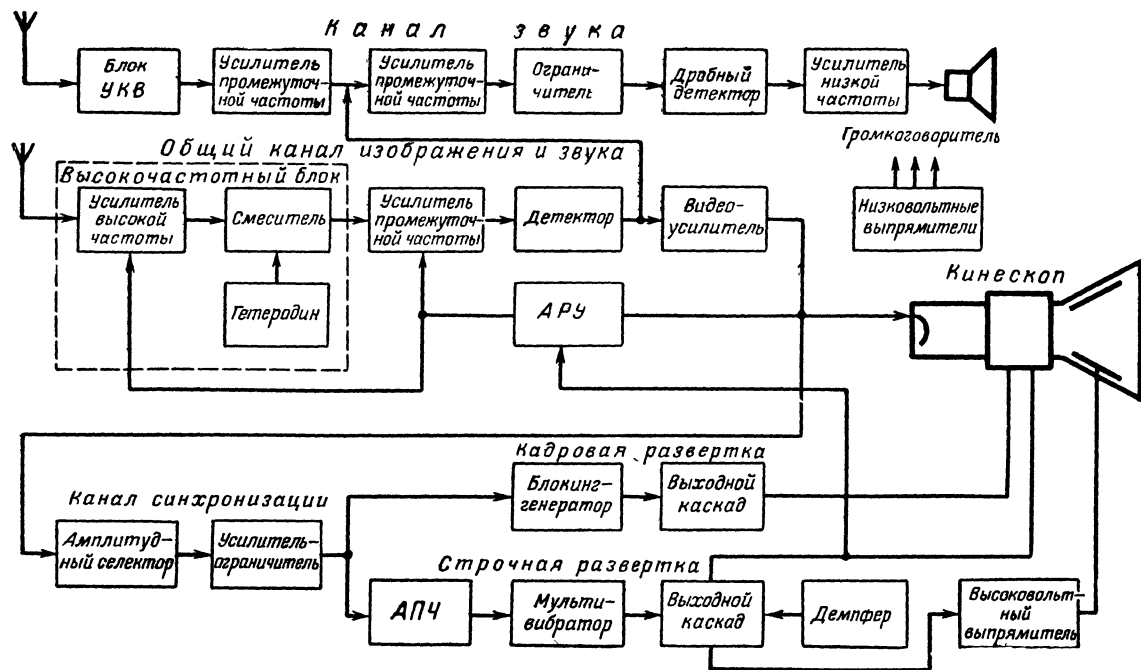 Канал звука
Блок
УКВ
Усилитель
промежуточ-
ной частоты
Усилитель
промежуточ-
ной частоты
Ограни-
читель
Дробный
детектор
Усилитель
низкой
частоты
Громкоговоритель
Общий канал изображения и звука
Высокочастотный блок
Усилитель
высокой
частоты
Смеситель
Усилитель
промежуточ-
ной частоты
Детектор
Видео-
усилитель
Низковольтные
выпрямители
Гетеродин
АРУ
Кинескоп
Кадровая развертка
Блокинг-
генератор
Выходной
каскад
Канал синхронизации
Амплитуд-
ный селектор
Усилитель-
ограничитель
Строчная развертка
АПЧ
Мульти-
вибратор
Выходной
каскад
Демпфер
Высоковольт-
ный
выпрямитель